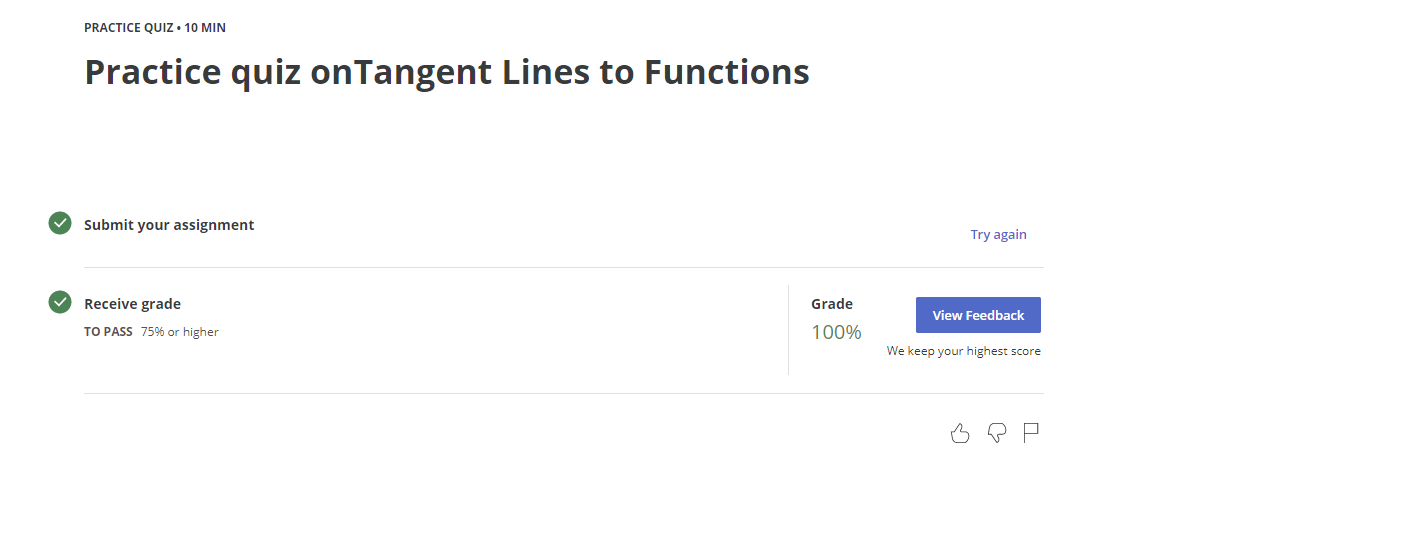 PRACTICE QUIZ • 10 MIN
Practice quiz onTangent Lines to Functions
Submit your assignment
Try again
Receive grade
TO PASS 75% or higher
Grade
100%
View Feedback
We keep your highest score